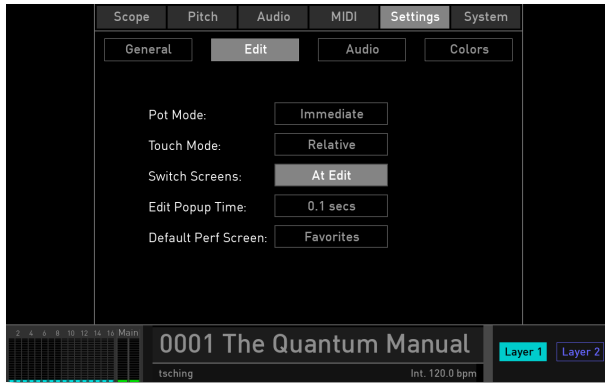 Scope Pitch Audio MIDI Settings System
General Edit Audio Colors
Pot Mode: Immediate
Touch Mode: Relative
Switch Screens: At Edit
Edit Popup Time: 0.1 secs
Default Perf Screen: Favorites
2 4 6 8 10 12 14 16 Main
0001 The Quantum Manual
tsching Int. 120.0 bpm
Layer 1 Layer 2